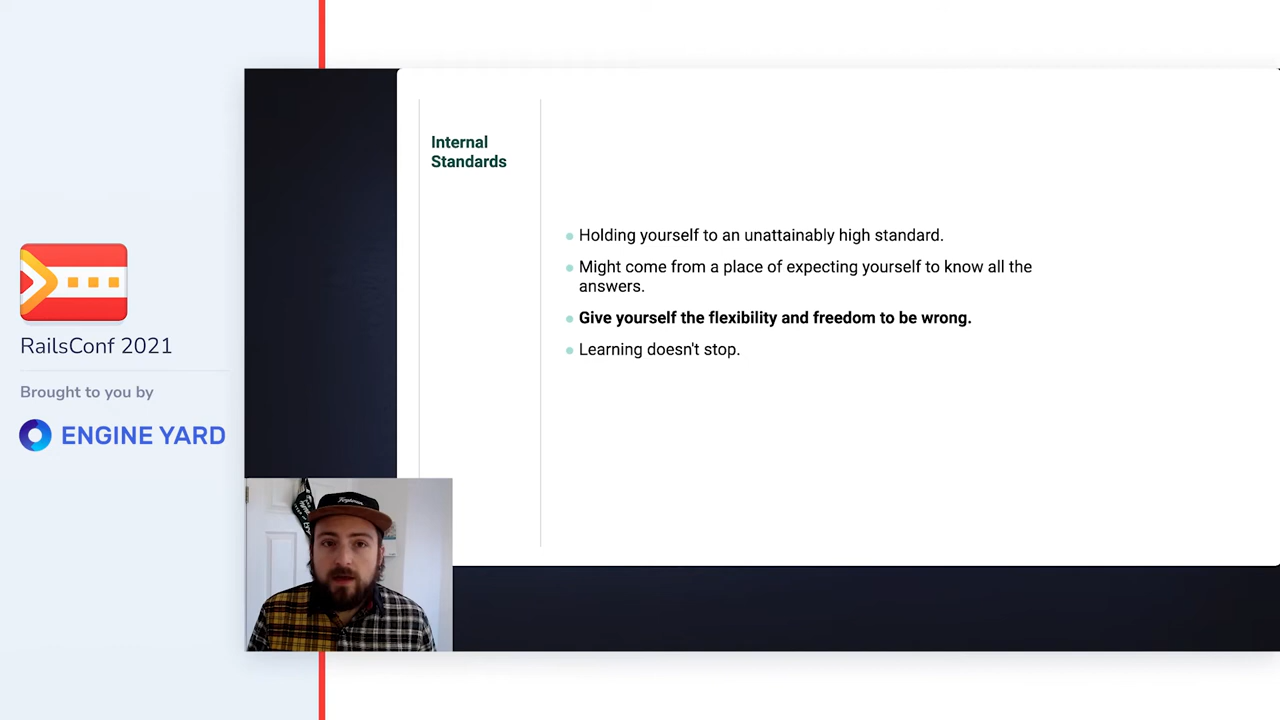 Internal
Standards
Holding yourself to an unattainably high standard.
Might come from a place of expecting yourself to know all the
answers.
Give yourself the flexibility and freedom to be wrong.
Learning doesn't stop.
RailsConf 2021
Brought to you by
ENGINE YARD